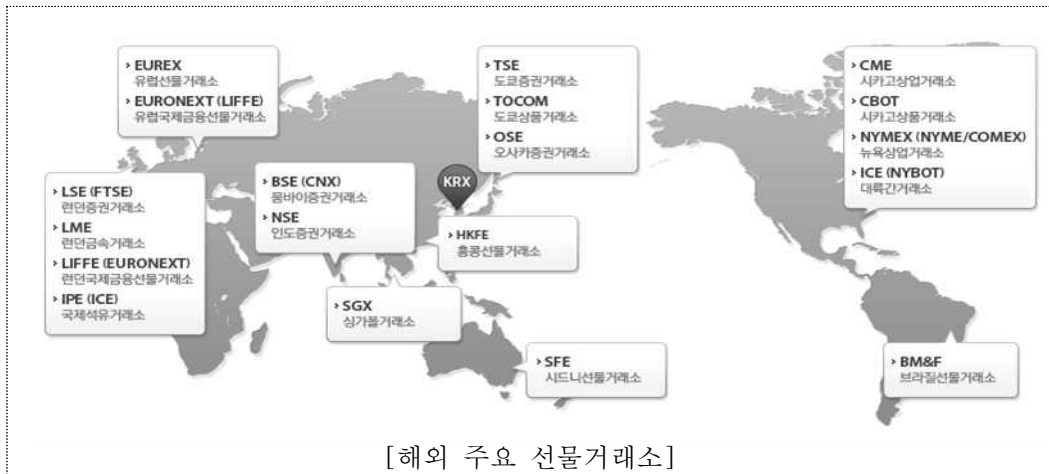 › EUREX
유럽선물거래소
› EURONEXT (LIFFE)
유럽국제금융선물거래소
› TSE
도쿄증권거래소
› TOCOM
도쿄상품거래소
› OSE
오사카증권거래소
› CME
시카고상업거래소
› CBOT
시카고상품거래소
› NYMEX (NYME/COMEX)
뉴욕상업거래소
› ICE (NYBOT)
대륙간거래소
› LSE (FTSE)
런던증권거래소
› LME
런던금속거래소
› LIFFE (EURONEXT)
런던국제금융선물거래소
› IPE (ICE)
국제석유거래소
› BSE (CNX)
뭄바이증권거래소
› NSE
인도증권거래소
KRX
› HKFE
홍콩선물거래소
› SGX
싱가폴거래소
› SFE
시드니선물거래소
› BM&F
브라질선물거래소
[해외 주요 선물거래소]